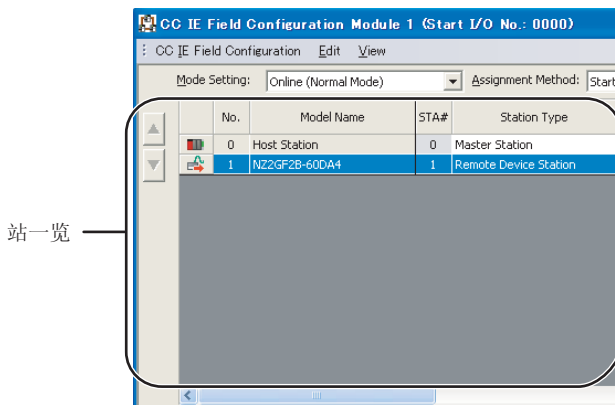 CC IE Field Configuration Module 1 (Start I/O No.: 0000)
CC IE Field Configuration Edit View
Mode Setting: Online (Normal Mode) Assignment Method: Start
No. Model Name STA# Station Type
0 Host Station 0 Master Station
1 NZ2GF2B-60DA4 1 Remote Device Station
站一览